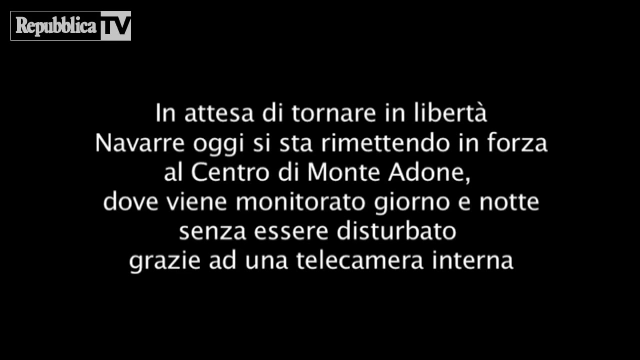 Repubblica TV
In attesa di tornare in libertà
Navarre oggi si sta rimettendo in forza
al Centro di Monte Adone,
dove viene monitorato giorno e notte
senza essere disturbato
grazie ad una telecamera interna